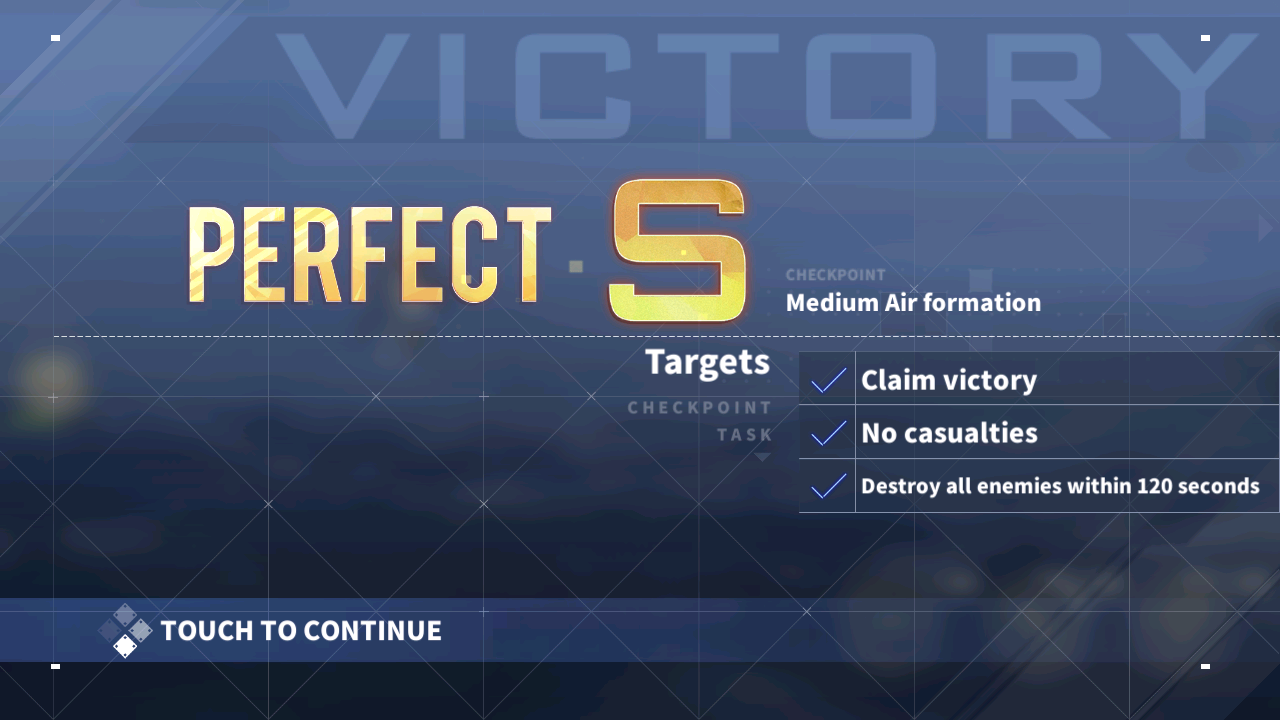 VICTORY
PERFECT S
CHECKPOINT
Medium Air formation
Targets
CHECKPOINT
TASK
Claim victory
No casualties
Destroy all enemies within 120 seconds
TOUCH TO CONTINUE